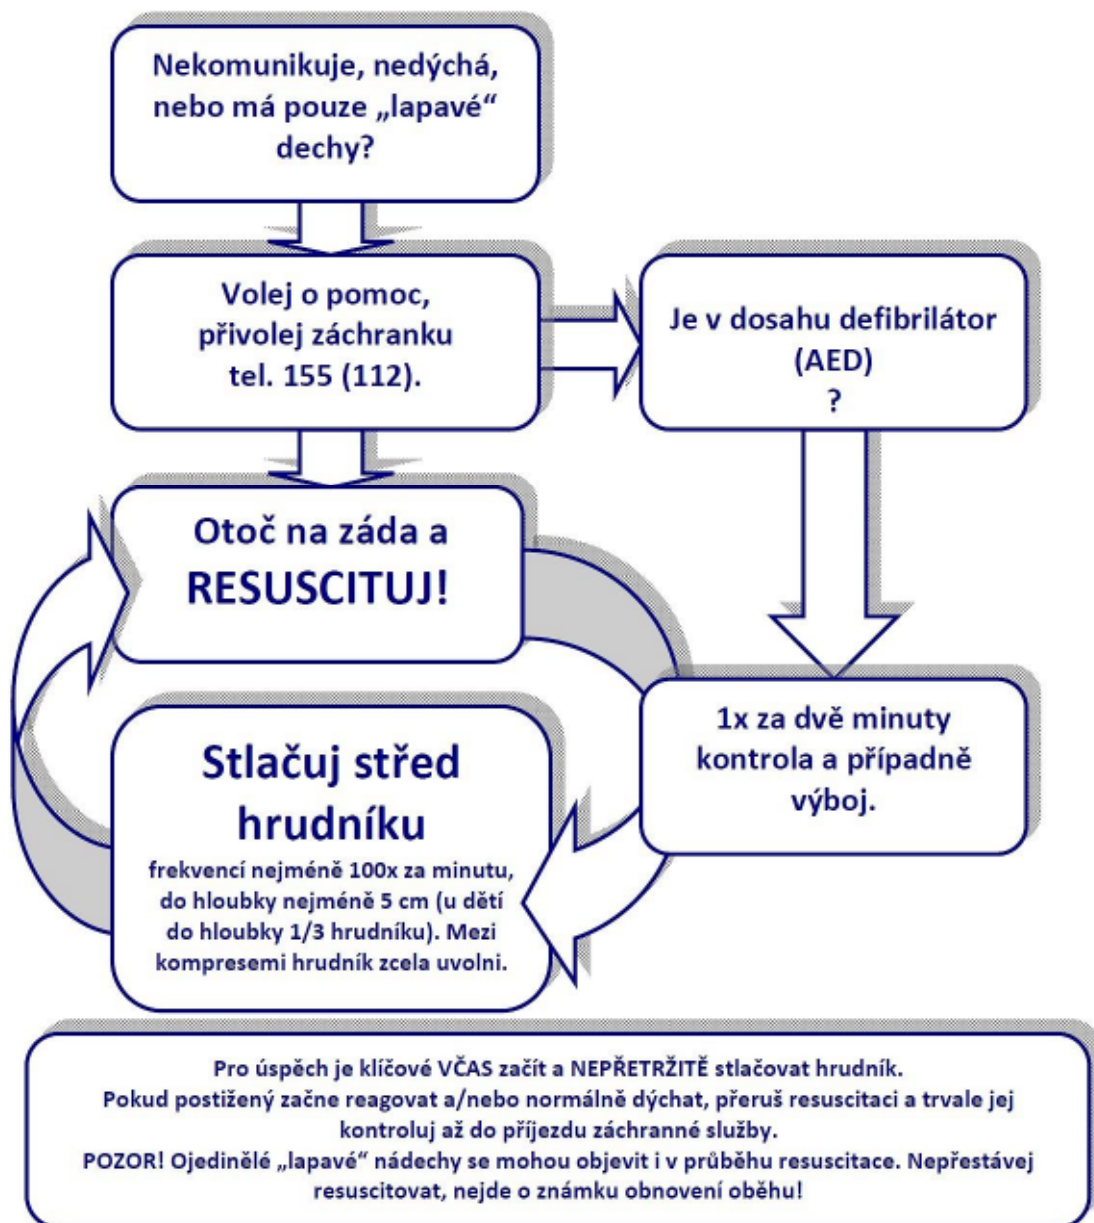 Nekomunikuje, nedýchá,
nebo má pouze „lapavé“
dechy?
Volej o pomoc,
přivolej záchranku
tel. 155 (112).
Je v dosahu defibrilátor
(AED)
?
Otoč na záda a
RESUSCITUJ!
1x za dvě minuty
kontrola a případně
výboj.
Stlačuj střed
hrudníku
frekvencí nejméně 100x za minutu,
do hloubky nejméně 5 cm (u dětí
do hloubky 1/3 hrudníku). Mezi
kompresemi hrudník zcela uvolni.
Pro úspěch je klíčové VČAS začít a NEPŘETRŽITĚ stlačovat hrudník.
Pokud postižený začne reagovat a/nebo normálně dýchat, přeruš resuscitaci a trvale jej
kontroluj až do příjezdu záchranné služby.
POZOR! Ojedinělé „lapavé“ nádechy se mohou objevit i v průběhu resuscitace. Nepřestávej
resuscitovat, nejde o známku obnovení oběhu!